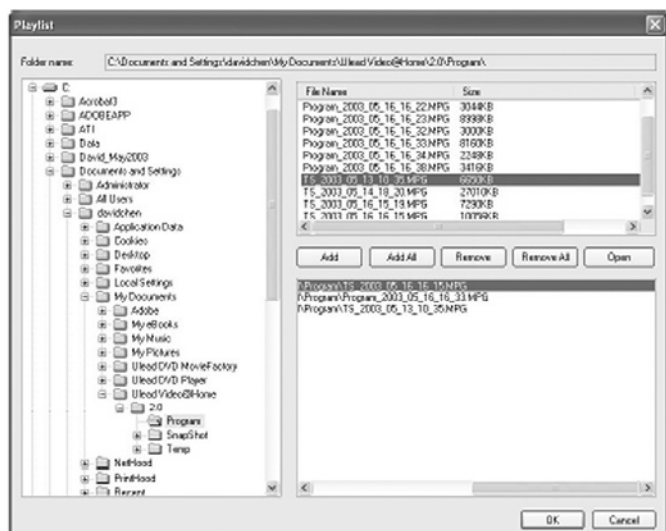 Playlist
Folder name:
C:\Documents and Settings\davidchen\My Documents\Ulead Video@Home\2.0\Program\
C:
Acrobat3
ADOBEAPP
ATI
Data
David_May2003
Documents and Settings
Administrator
All Users
davidchen
Application Data
Cookies
Desktop
Favorites
Local Settings
My Documents
Adobe
My eBooks
My Music
My Pictures
Ulead DVD MovieFactory
Ulead DVD Player
Ulead Video@Home
2.0
Program
SnapShot
Temp
NetHood
PrintHood
Recent
File Name Size
Program_2003_05_16_16_22.MPG 3044KB
Program_2003_05_16_16_23.MPG 8998KB
Program_2003_05_16_16_32.MPG 3000KB
Program_2003_05_16_16_33.MPG 8160KB
Program_2003_05_16_16_34.MPG 2248KB
Program_2003_05_16_16_38.MPG 3416KB
TS_2003_05_13_10_35.MPG 6650KB
TS_2003_05_14_18_20.MPG 27010KB
TS_2003_05_16_15_19.MPG 7290KB
TS_2003_05_16_16_15.MPG 10056KB
Add Add All Remove Remove All Open
\Program\TS_2003_05_16_16_15.MPG
\Program\Program_2003_05_16_16_33.MPG
\Program\TS_2003_05_13_10_35.MPG
OK Cancel